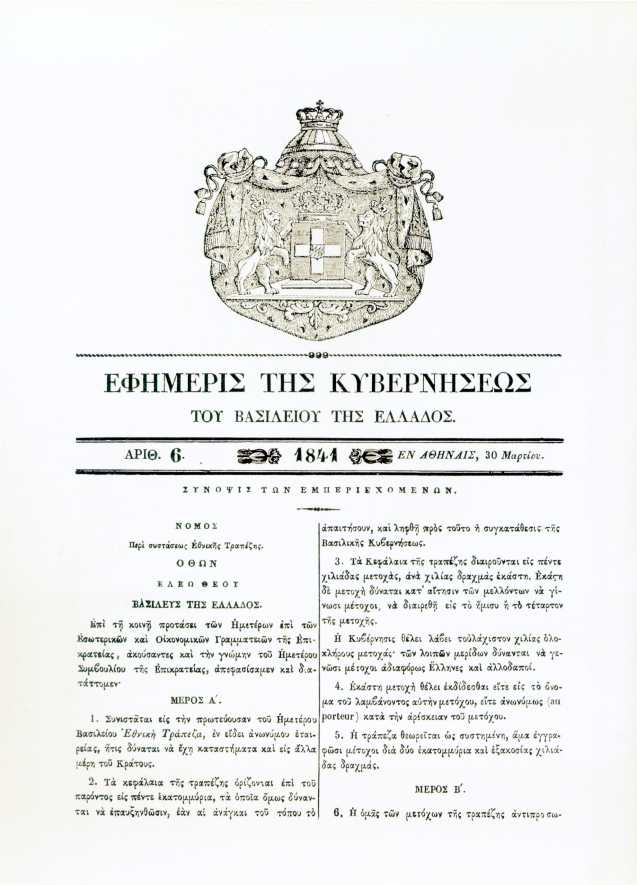 ΕΦΗΜΕΡΙΣ ΤΗΣ ΚΥΒΕΡΝΗΣΕΩΣ
ΤΟΥ ΒΑΣΙΛΕΙΟΥ ΤΗΣ ΕΛΛΑΔΟΣ.
ΑΡΙΘ. 6. 1841 ΕΝ ΑΘΗΝΑΙΣ, 30 Μαρτίου.
ΣΥΝΟΨΙΣ ΤΩΝ ΕΜΠΕΡΙΕΧΟΜΕΝΩΝ.
ΝΟΜΟΣ
Περὶ συστάσεως Ἐθνικῆς Τραπέζης.
ΟΘΩΝ
ΕΛΕΩ ΘΕΟΥ
ΒΑΣΙΛΕΥΣ ΤΗΣ ΕΛΛΑΔΟΣ.
Ἐπὶ τῇ κοινῇ προτάσει τῶν Ἡμετέρων ἐπὶ τῶν
Ἐσωτερικῶν καὶ Οἰκονομικῶν Γραμματειῶν τῆς Ἐπι-
κρατείας, ἀκούσαντες καὶ τὴν γνώμην τοῦ Ἡμετέρου
Συμβουλίου τῆς Ἐπικρατείας, ἀπεφασίσαμεν καὶ δια-
τάττομεν·
ΜΕΡΟΣ Α΄.
1. Συνιστᾶται εἰς τὴν πρωτεύουσαν τοῦ Ἡμετέρου
Βασιλείου Ἐθνικὴ Τράπεζα, ἐν εἴδει ἀνωνύμου ἑται-
ρείας, ἥτις δύναται νὰ ἔχῃ καταστήματα καὶ εἰς ἄλλα
μέρη τοῦ Κράτους.
2. Τὰ κεφάλαια τῆς τραπέζης ὁρίζονται ἐπὶ τοῦ
παρόντος εἰς πέντε ἑκατομμύρια, τὰ ὁποῖα ὅμως δύναν-
ται νὰ ἐπαυξηνθῶσιν, ἐὰν αἱ ἀνάγκαι τοῦ τόπου τὸ
ἀπαιτήσουν, καὶ ληφθῇ πρὸς τοῦτο ἡ συγκατάθεσις τῆς
Βασιλικῆς Κυβερνήσεως.
3. Τὰ Κεφάλαια τῆς τραπέζης διαιροῦνται εἰς πέντε
χιλιάδας μετοχὰς, ἀνὰ χιλίας δραχμὰς ἑκάστη. Ἑκάστη
δὲ μετοχὴ δύναται κατ' αἴτησιν τῶν μελλόντων νὰ γί-
νωσι μέτοχοι, νὰ διαιρεθῇ εἰς τὸ ἥμισυ ἢ τὸ τέταρτον
τῆς μετοχῆς.
Ἡ Κυβέρνησις θέλει λάβει τοὐλάχιστον χιλίας ὁλο-
κλήρους μετοχάς· τῶν λοιπῶν μερίδων δύνανται νὰ γέ-
νωσι μέτοχοι ἀδιαφόρως Ἕλληνες καὶ ἀλλοδαποί.
4. Ἑκάστη μετοχὴ θέλει ἐκδίδεσθαι εἴτε εἰς τὸ ὄνο-
μα τοῦ λαμβάνοντος αὐτὴν μετόχου, εἴτε ἀνωνύμως (au
porteur) κατὰ τὴν ἀρέσκειαν τοῦ μετόχου.
5. Ἡ τράπεζα θεωρεῖται ὡς συστημένη, ἅμα ἐγγρα-
φῶσι μέτοχοι διὰ δύο ἑκατομμύρια καὶ ἑξακοσίας χιλιά-
δας δραχμάς.
ΜΕΡΟΣ Β΄.
6. Ἡ ὁμὰς τῶν μετόχων τῆς τραπέζης ἀντιπροσω-